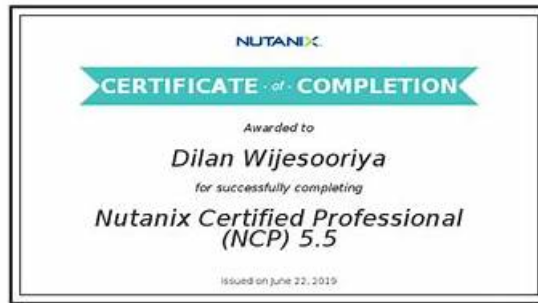 NUTANIX
CERTIFICATE - of - COMPLETION
Awarded to
Dilan Wijesooriya
for successfully completing
Nutanix Certified Professional
(NCP) 5.5
Issued on June 22, 2019